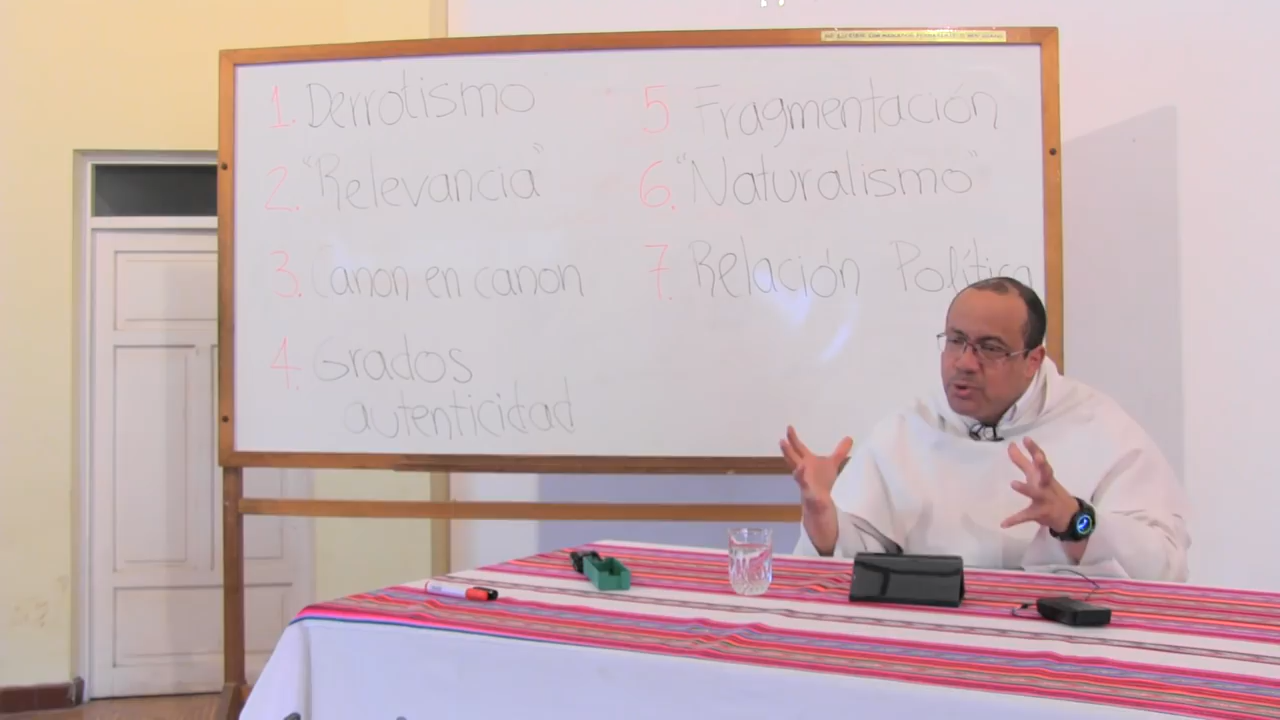 1. Derrotismo
2. "Relevancia"
3. Canon en canon
4. Grados
autenticidad
5 Fragmentación
6. "Naturalismo"
7. Relación Política